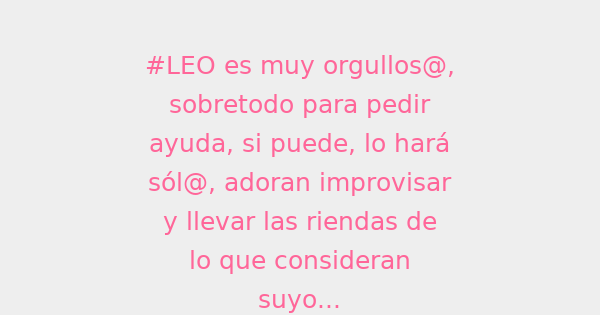 #LEO es muy orgullos@,
sobretodo para pedir
ayuda, si puede, lo hará
sól@, adoran improvisar
y llevar las riendas de
lo que consideran
suyo...